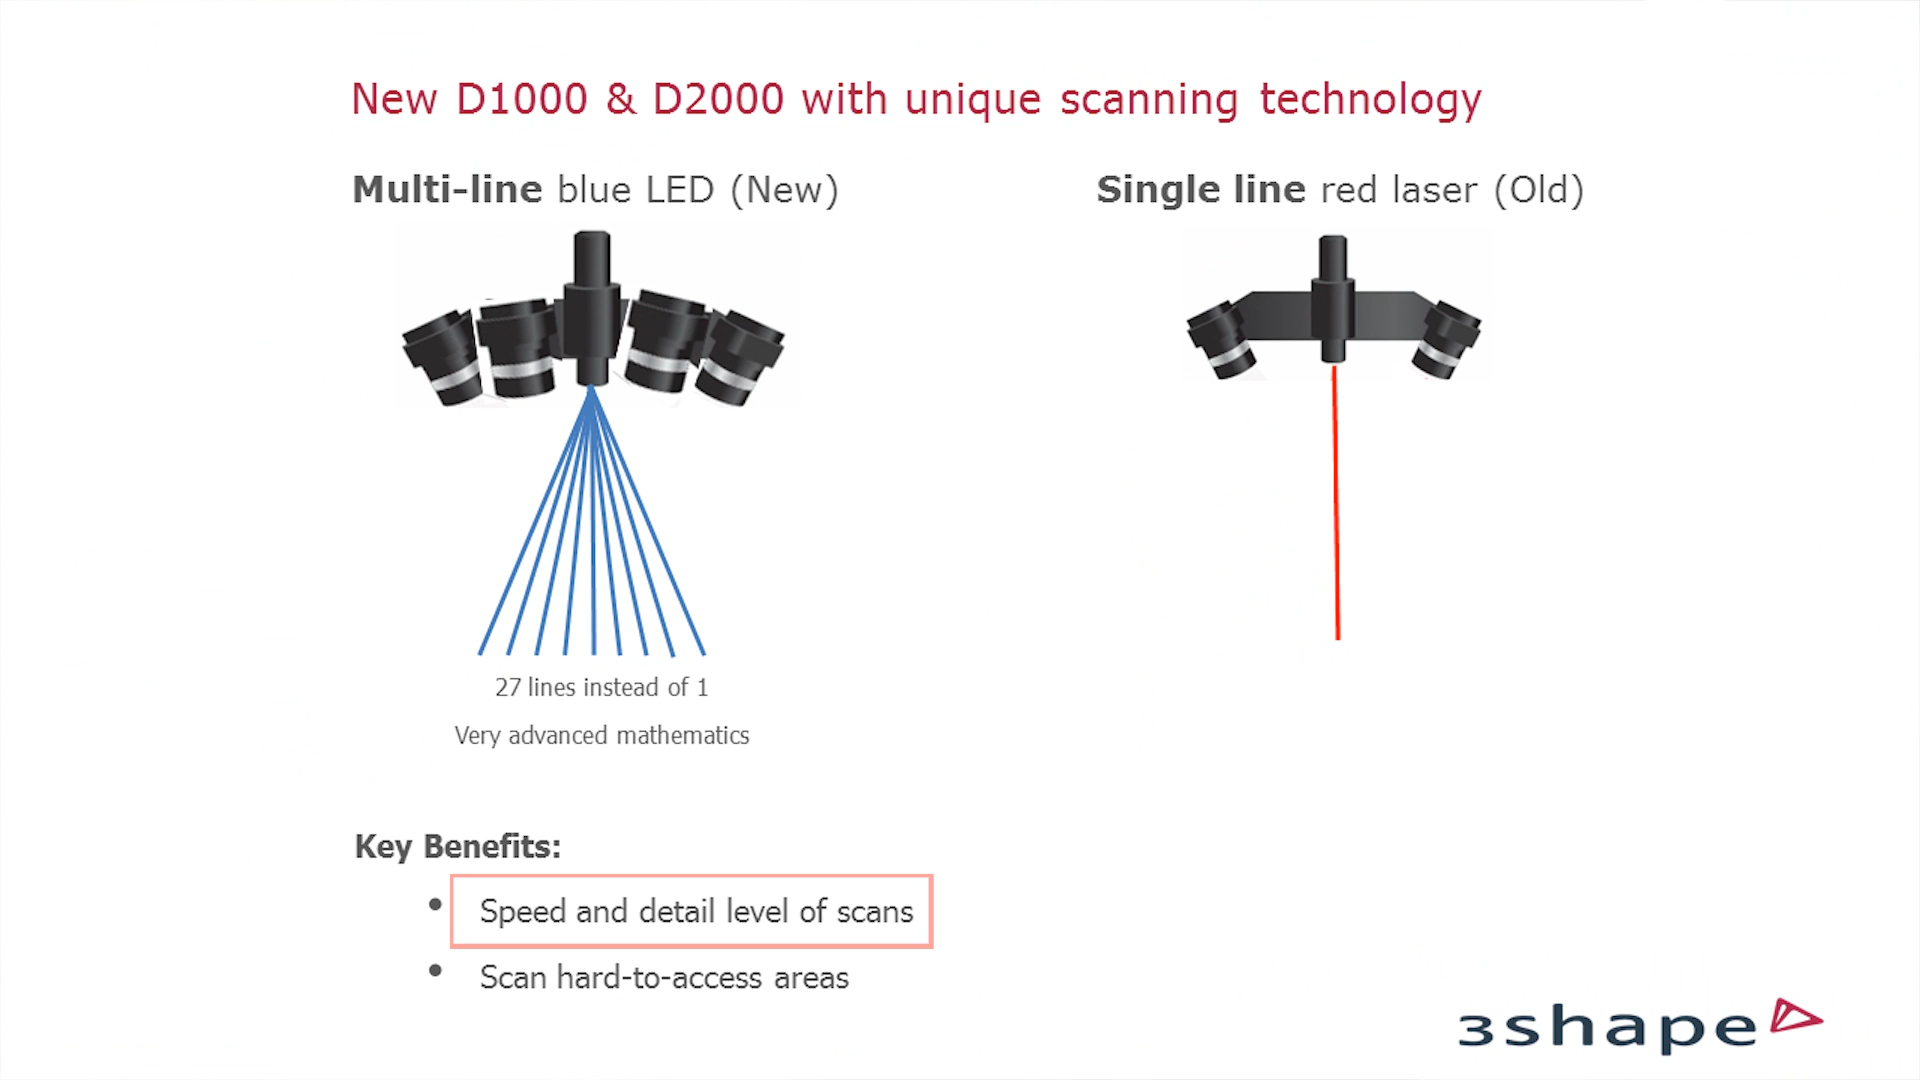 New D1000 & D2000 with unique scanning technology
Multi-line blue LED (New)
Single line red laser (Old)
27 lines instead of 1
Very advanced mathematics
Key Benefits:
• Speed and detail level of scans
• Scan hard-to-access areas
3shape